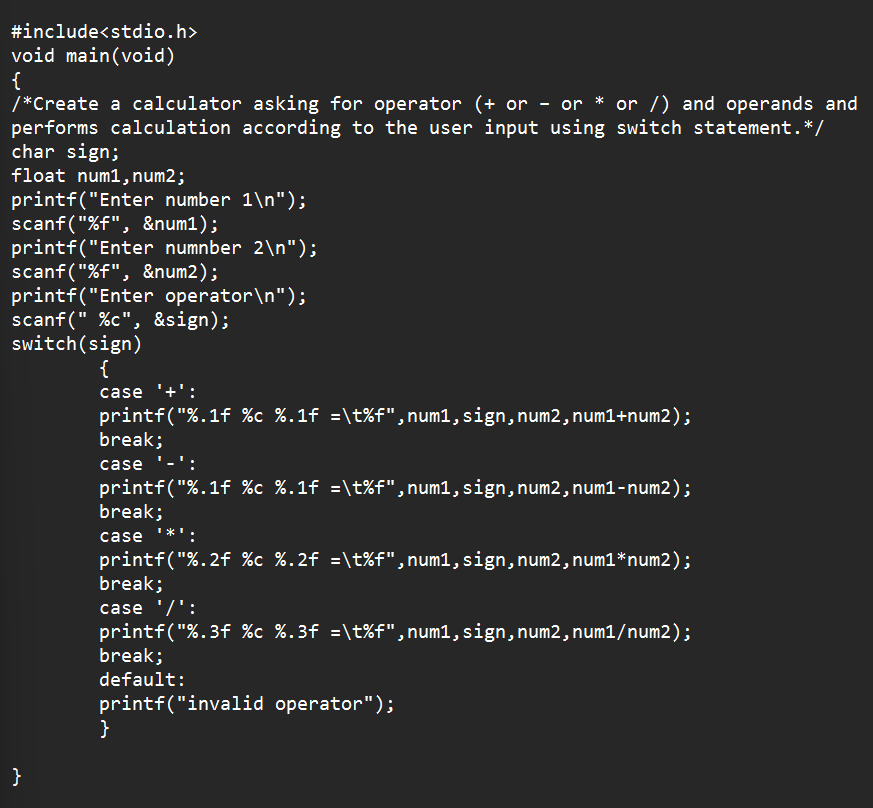 #include<stdio.h>
void main(void)
{
/*Create a calculator asking for operator (+ or – or * or /) and operands and
performs calculation according to the user input using switch statement.*/
char sign;
float num1,num2;
printf("Enter number 1\n");
scanf("%f", &num1);
printf("Enter numnber 2\n");
scanf("%f", &num2);
printf("Enter operator\n");
scanf(" %c", &sign);
switch(sign)
{
case '+':
printf("%.1f %c %.1f =\t%f",num1,sign,num2,num1+num2);
break;
case '-':
printf("%.1f %c %.1f =\t%f",num1,sign,num2,num1-num2);
break;
case '*':
printf("%.2f %c %.2f =\t%f",num1,sign,num2,num1*num2);
break;
case '/':
printf("%.3f %c %.3f =\t%f",num1,sign,num2,num1/num2);
break;
default:
printf("invalid operator");
}
}